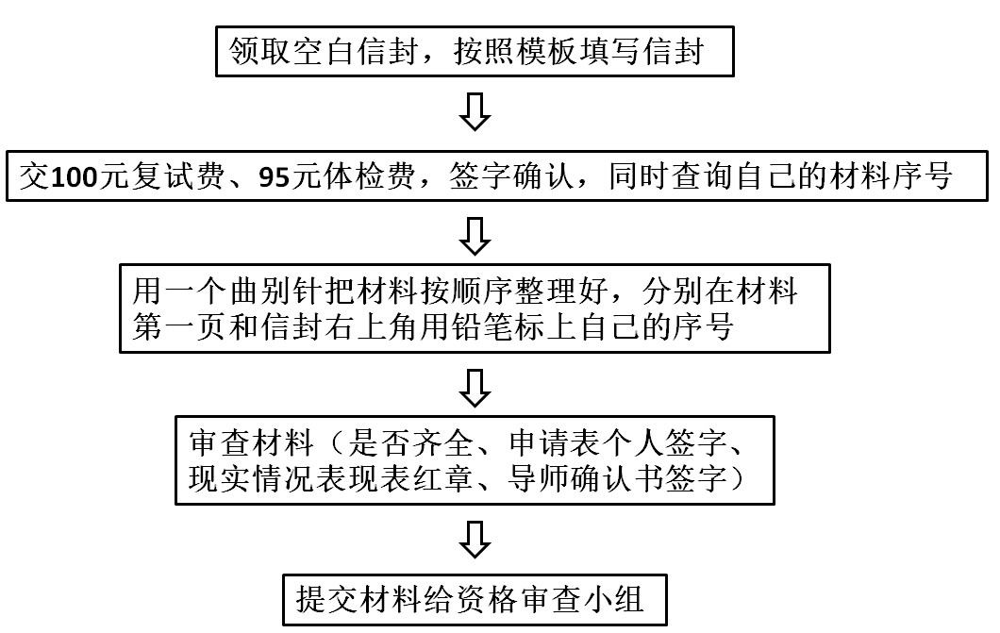 领取空白信封，按照模板填写信封
交100元复试费、95元体检费，签字确认，同时查询自己的材料序号
用一个曲别针把材料按顺序整理好，分别在材料
第一页和信封右上角用铅笔标上自己的序号
审查材料（是否齐全、申请表个人签字、
现实情况表现表红章、导师确认书签字）
提交材料给资格审查小组